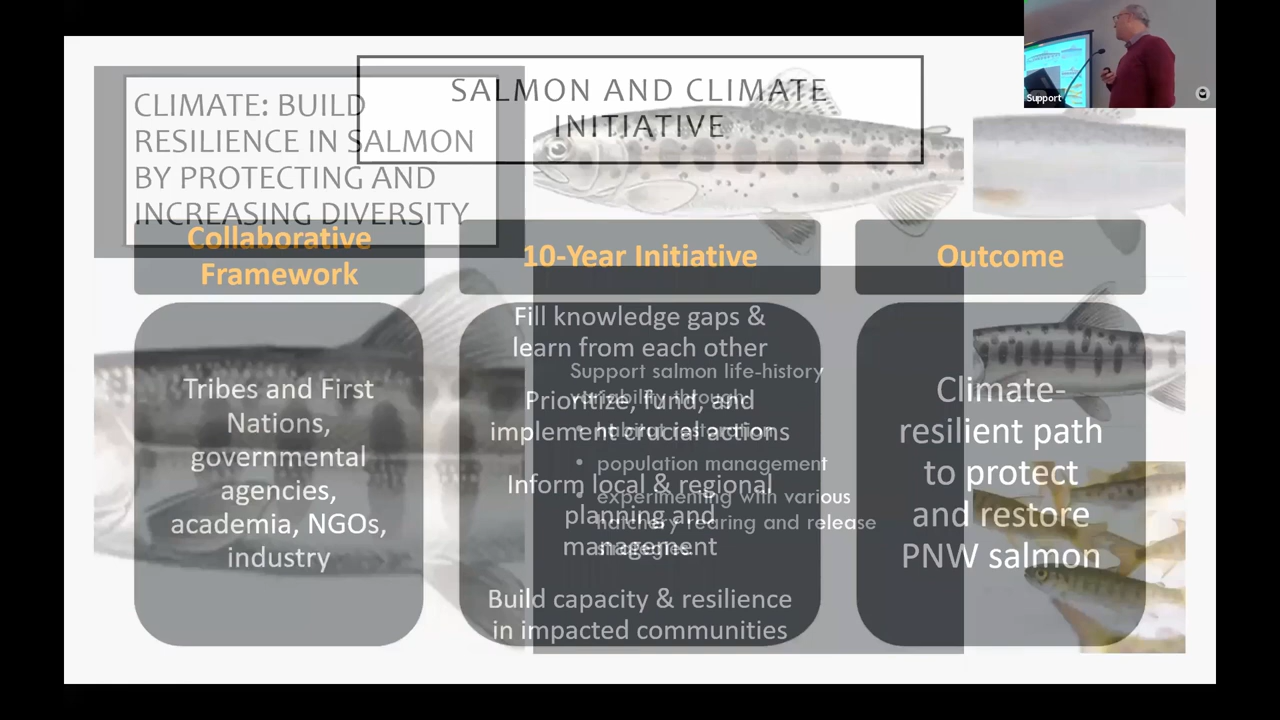 CLIMATE: BUILD
RESILIENCE IN SALMON
BY PROTECTING AND
INCREASING DIVERSITY
SALMON AND CLIMATE
INITIATIVE
Support
Collaborative
Framework
Tribes and First
Nations,
governmental
agencies,
academia, NGOs,
industry
10-Year Initiative
Fill knowledge gaps &
learn from each other
Prioritize, fund, and
implement crucial actions
Inform local & regional
planning and
management
Build capacity & resilience
in impacted communities
Support salmon life-history
variability through:
• habitat restoration
• population management
• experimenting with various
hatchery rearing and release
strategies.
Outcome
Climate-
resilient path
to protect
and restore
PNW salmon